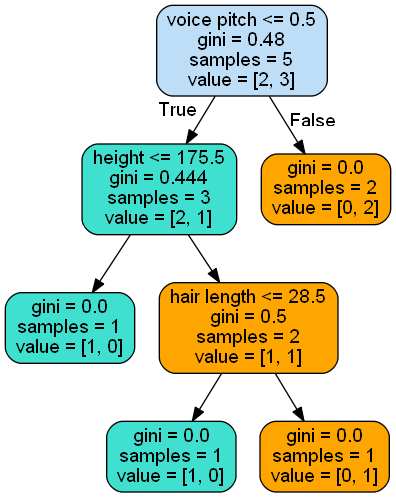 voice pitch <= 0.5
gini = 0.48
samples = 5
value = [2, 3]
True
False
height <= 175.5
gini = 0.444
samples = 3
value = [2, 1]
gini = 0.0
samples = 2
value = [0, 2]
gini = 0.0
samples = 1
value = [1, 0]
hair length <= 28.5
gini = 0.5
samples = 2
value = [1, 1]
gini = 0.0
samples = 1
value = [1, 0]
gini = 0.0
samples = 1
value = [0, 1]